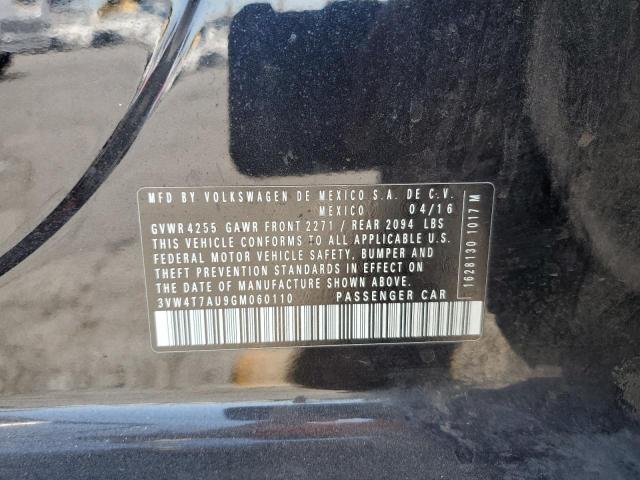 MFD BY VOLKSWAGEN DE MEXICO S.A. DE C.V.
MEXICO 04/16
GVWR 4255 GAWR FRONT 2271 / REAR 2094 LBS
THIS VEHICLE CONFORMS TO ALL APPLICABLE U.S.
FEDERAL MOTOR VEHICLE SAFETY, BUMPER AND
THEFT PREVENTION STANDARDS IN EFFECT ON
THE DATE OF MANUFACTURE SHOWN ABOVE.
3VW4T7AU9GM060110 PASSENGER CAR
1628130 1017 M